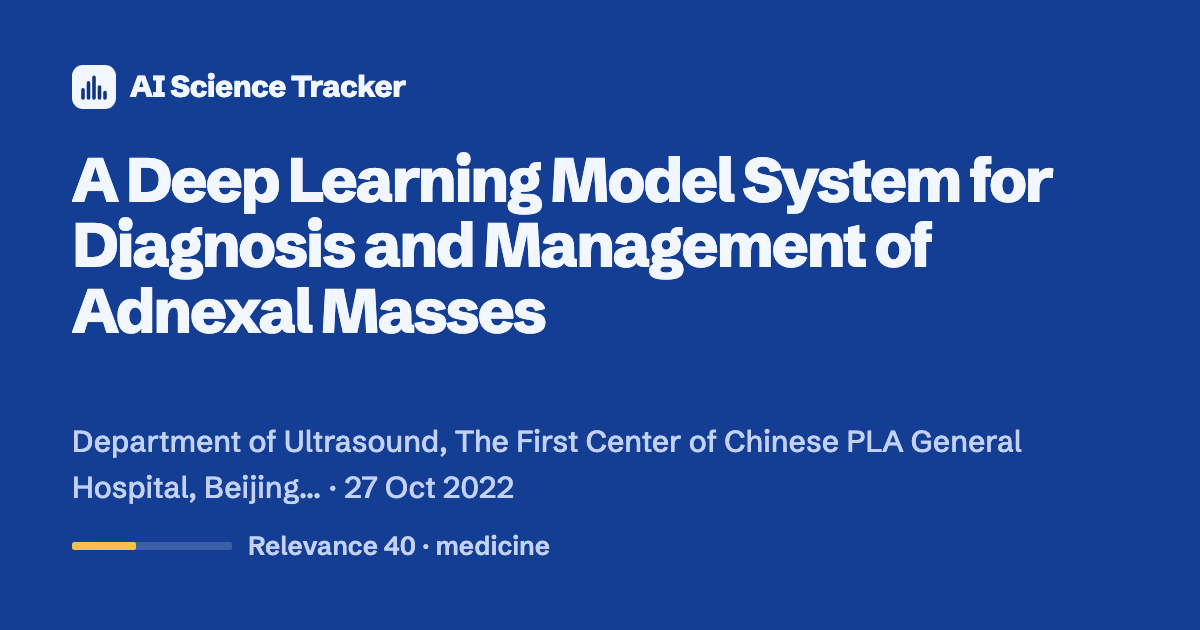 AI Science Tracker
A Deep Learning Model System for
Diagnosis and Management of
Adnexal Masses
Department of Ultrasound, The First Center of Chinese PLA General
Hospital, Beijing... · 27 Oct 2022
Relevance 40 · medicine